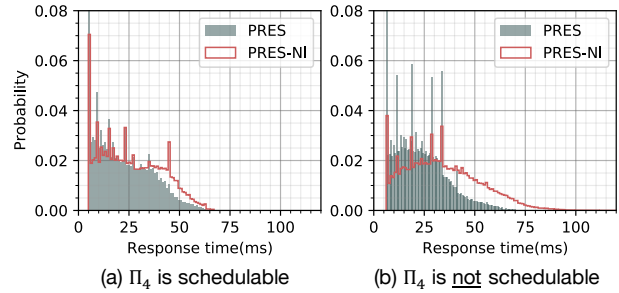 PRES
PRES-NI
PRES
PRES-NI
Probability
0.08
0.06
0.04
0.02
0.00
0.08
0.06
0.04
0.02
0.00
0 25 50 75 100
0 25 50 75 100
Response time(ms)
Response time(ms)
(a) Π₄ is schedulable
(b) Π₄ is not schedulable